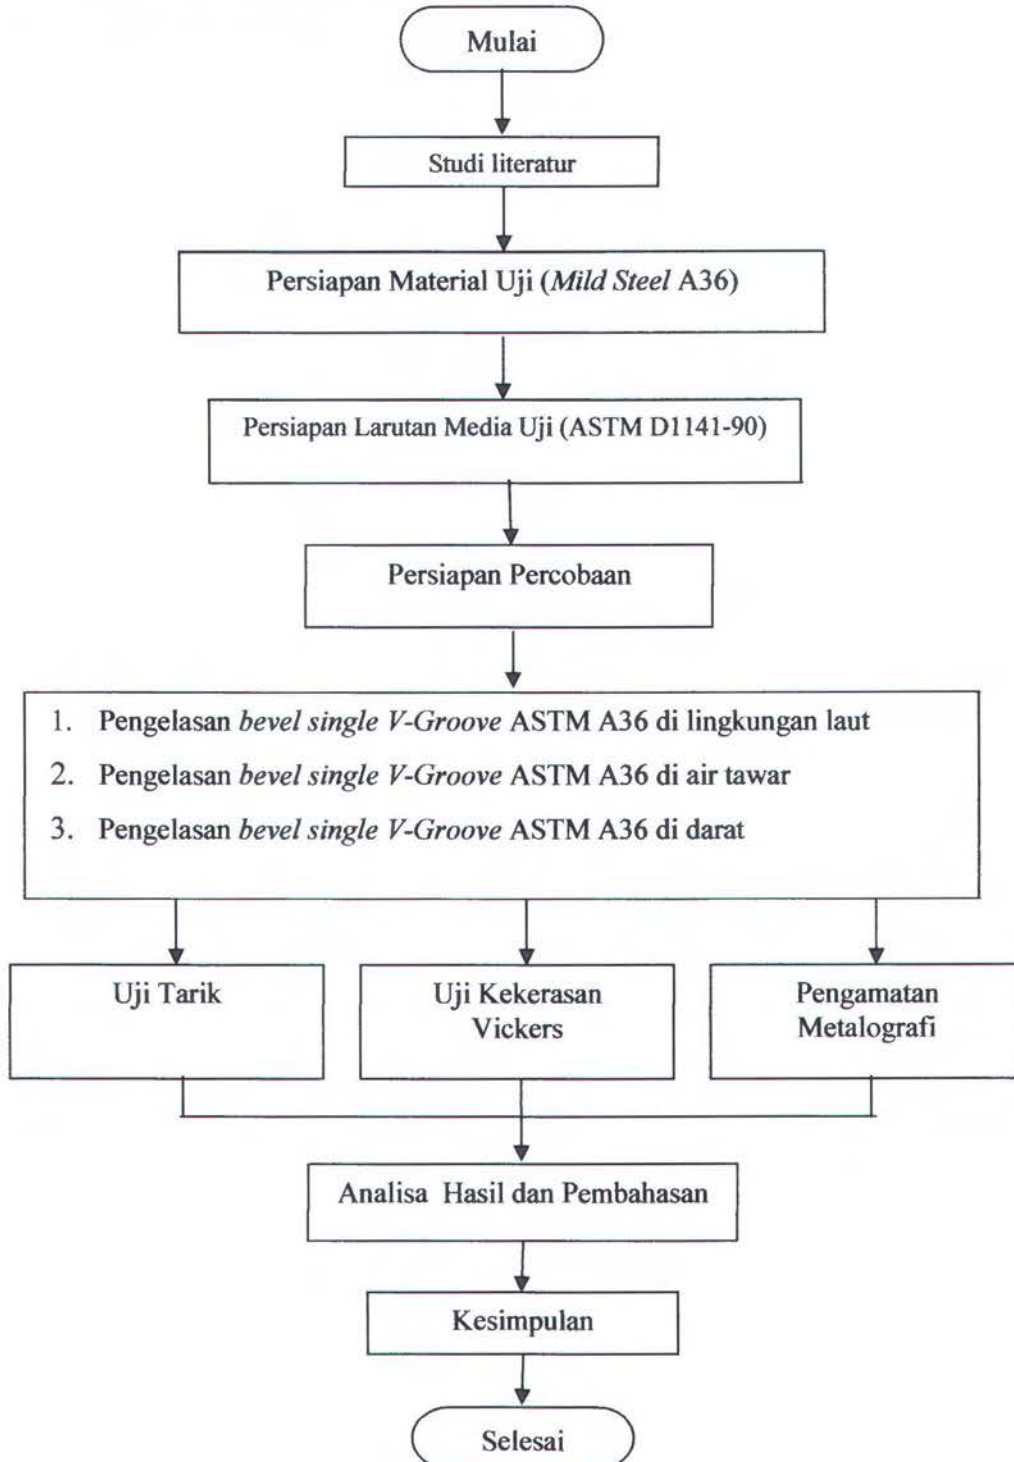 Mulai
Studi literatur
Persiapan Material Uji (Mild Steel A36)
Persiapan Larutan Media Uji (ASTM D1141-90)
Persiapan Percobaan
1. Pengelasan bevel single V-Groove ASTM A36 di lingkungan laut
2. Pengelasan bevel single V-Groove ASTM A36 di air tawar
3. Pengelasan bevel single V-Groove ASTM A36 di darat
Uji Tarik
Uji Kekerasan
Vickers
Pengamatan
Metalografi
Analisa Hasil dan Pembahasan
Kesimpulan
Selesai